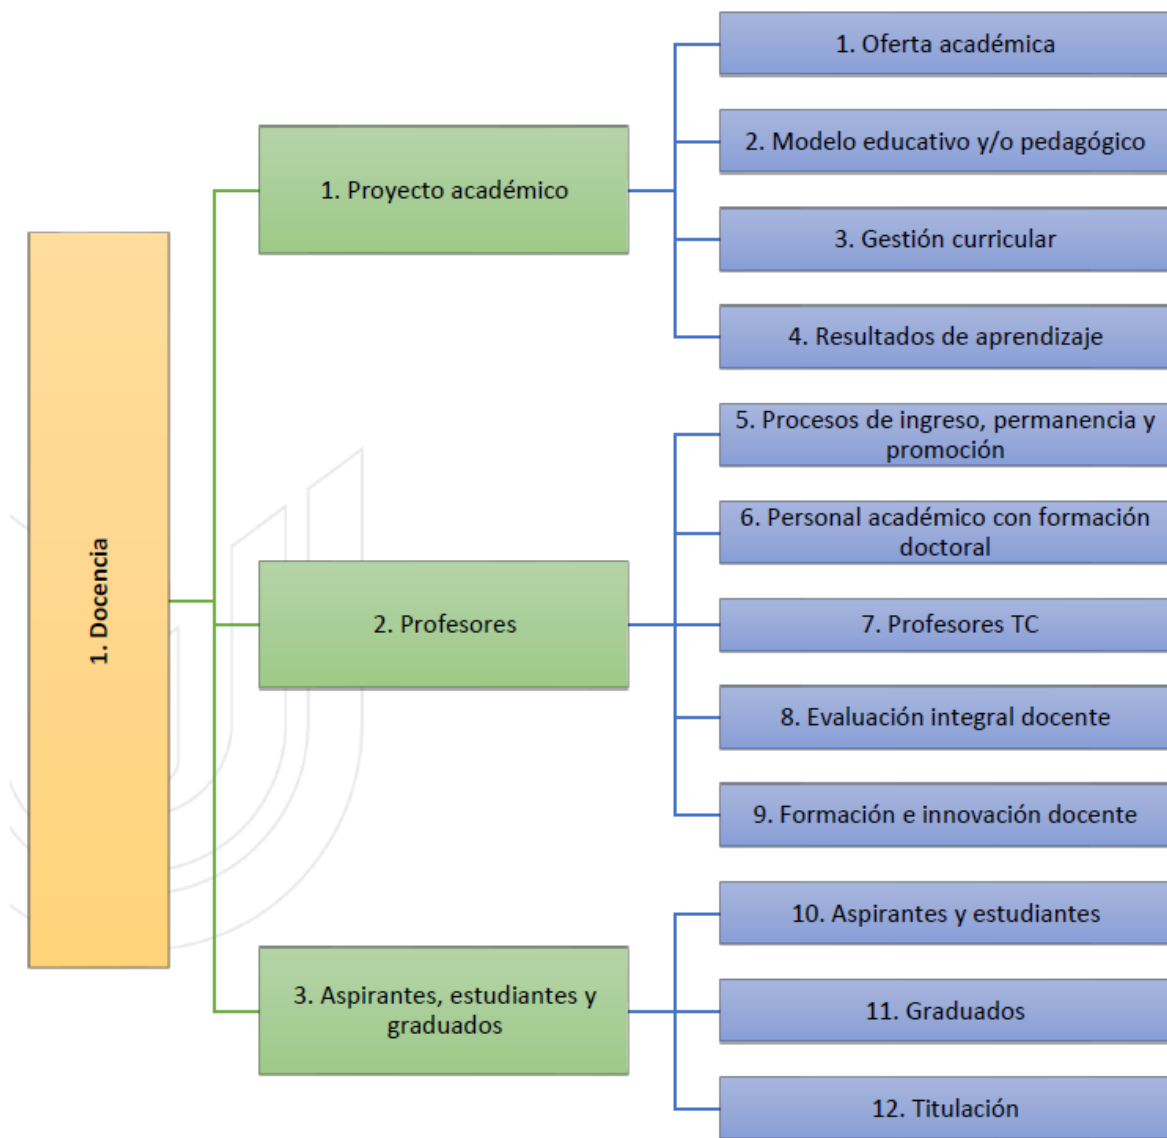 1. Docencia
1. Proyecto académico
1. Oferta académica
2. Modelo educativo y/o pedagógico
3. Gestión curricular
4. Resultados de aprendizaje
2. Profesores
5. Procesos de ingreso, permanencia y
promoción
6. Personal académico con formación
doctoral
7. Profesores TC
8. Evaluación integral docente
9. Formación e innovación docente
3. Aspirantes, estudiantes y
graduados
10. Aspirantes y estudiantes
11. Graduados
12. Titulación